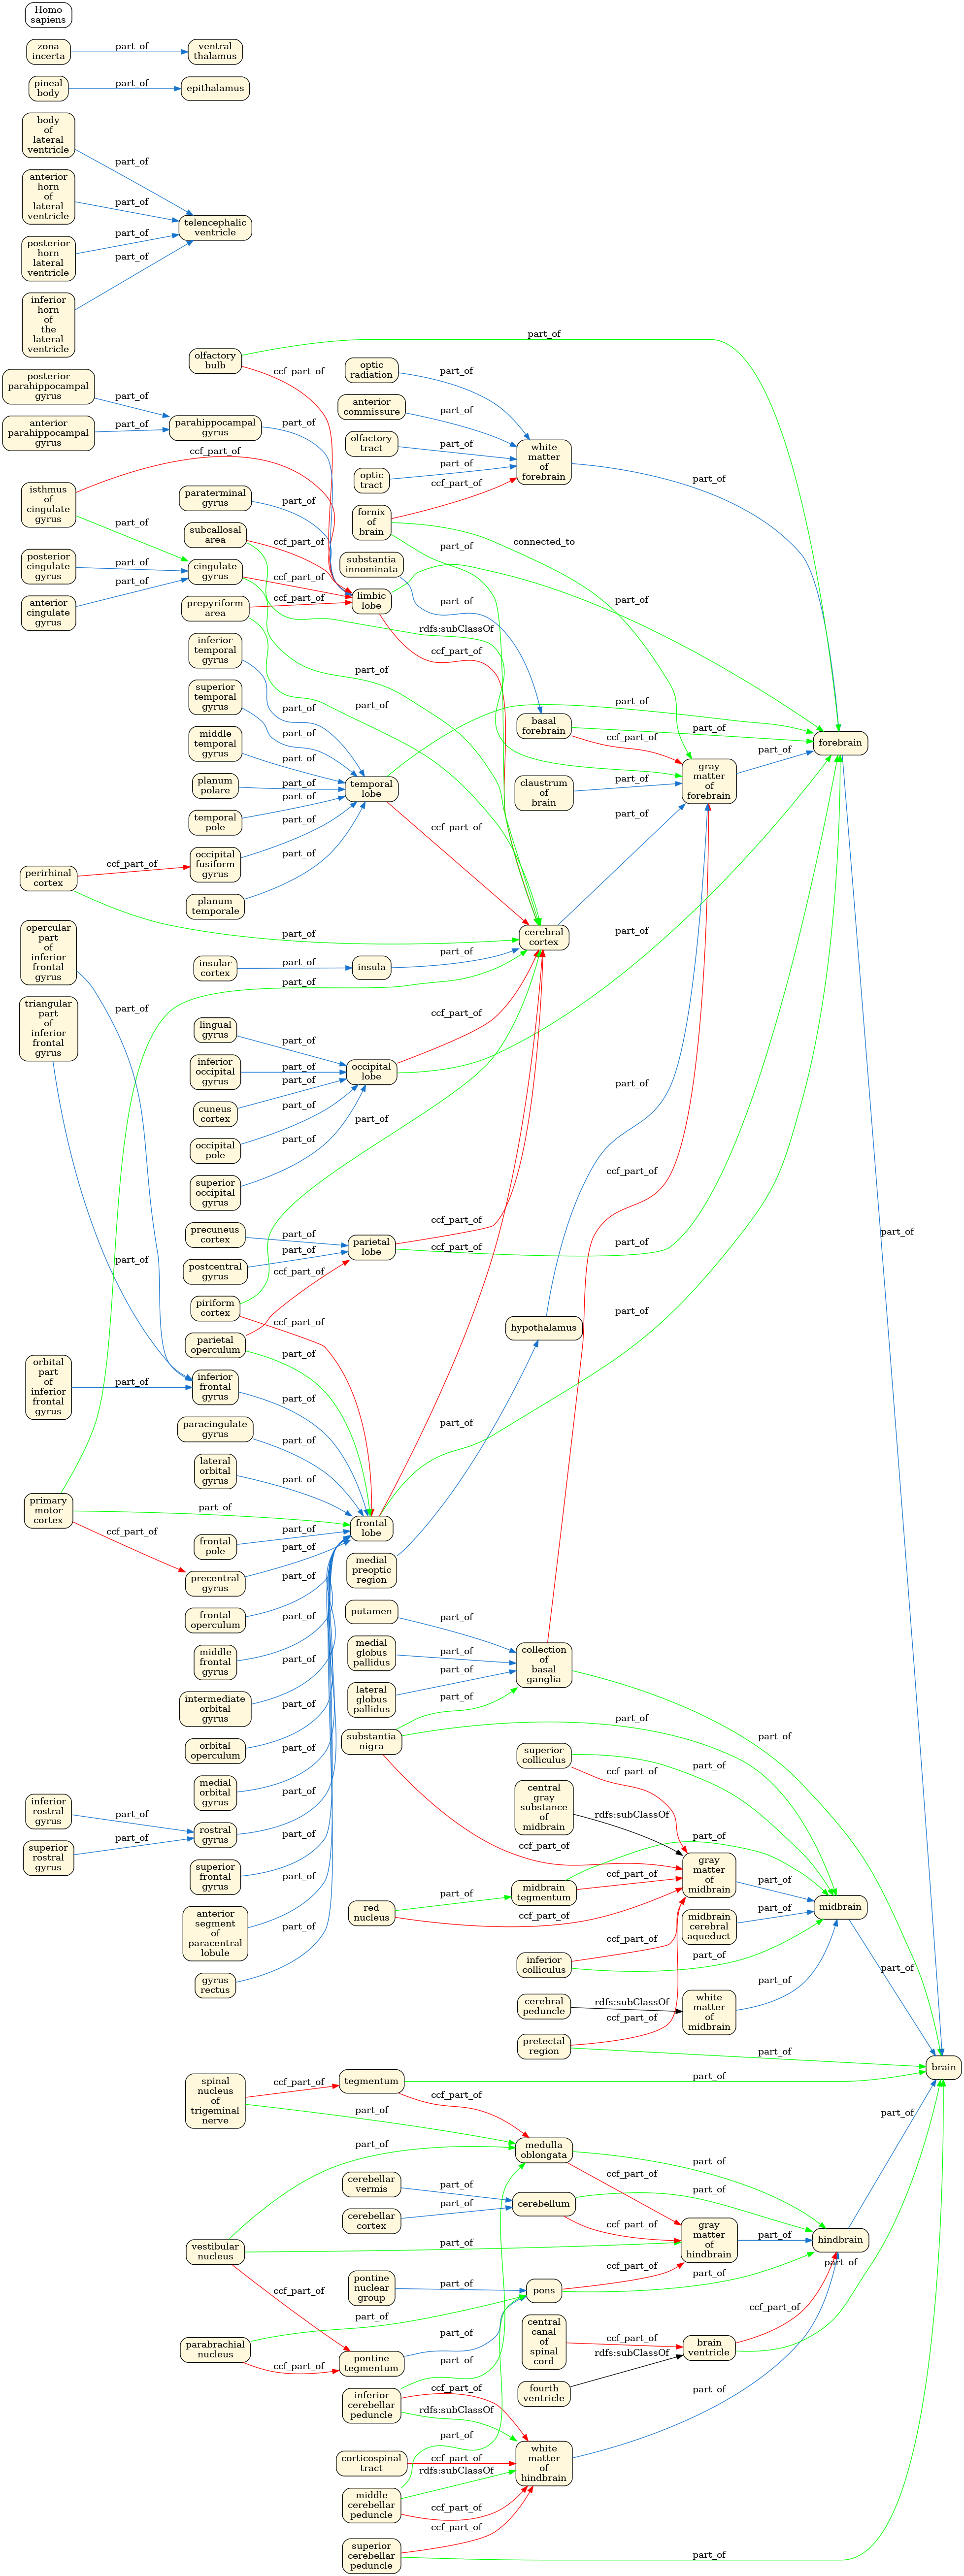 Homo
sapiens
zona
incerta
part_of
ventral
thalamus
pineal
body
part_of
epithalamus
body
of
lateral
ventricle
part_of
anterior
horn
of
lateral
ventricle
part_of
telencephalic
ventricle
posterior
horn
lateral
ventricle
part_of
part_of
inferior
horn
of
the
lateral
ventricle
part_of
olfactory
bulb
ccf_part_of
optic
radiation
part_of
posterior
parahippocampal
gyrus
part_of
anterior
commissure
part_of
anterior
parahippocampal
gyrus
part_of
parahippocampal
gyrus
part_of
olfactory
tract
part_of
white
matter
of
forebrain
part_of
ccf_part_of
optic
tract
part_of
ccf_part_of
isthmus
of
cingulate
gyrus
part_of
paraterminal
gyrus
part_of
fornix
of
brain
connected_to
part_of
subcallosal
area
ccf_part_of
posterior
cingulate
gyrus
part_of
cingulate
gyrus
ccf_part_of
substantia
innominata
part_of
anterior
cingulate
gyrus
part_of
prepyriform
area
ccf_part_of
limbic
lobe
part_of
rdfs:subClassOf
ccf_part_of
inferior
temporal
gyrus
part_of
part_of
part_of
superior
temporal
gyrus
part_of
part_of
basal
forebrain
part_of
ccf_part_of
forebrain
middle
temporal
gyrus
part_of
part_of
planum
polare
part_of
temporal
lobe
ccf_part_of
claustrum
of
brain
part_of
gray
matter
of
forebrain
temporal
pole
part_of
part_of
occipital
fusiform
gyrus
part_of
part_of
perirhinal
cortex
ccf_part_of
part_of
planum
temporale
cerebral
cortex
part_of
opercular
part
of
inferior
frontal
gyrus
part_of
insular
cortex
part_of
insula
part_of
part_of
triangular
part
of
inferior
frontal
gyrus
part_of
lingual
gyrus
part_of
ccf_part_of
inferior
occipital
gyrus
part_of
occipital
lobe
part_of
cuneus
cortex
part_of
part_of
occipital
pole
part_of
part_of
superior
occipital
gyrus
ccf_part_of
precuneus
cortex
part_of
parietal
lobe
ccf_part_of
ccf_part_of
part_of
part_of
postcentral
gyrus
part_of
ccf_part_of
piriform
cortex
ccf_part_of
part_of
hypothalamus
parietal
operculum
part_of
orbital
part
of
inferior
frontal
gyrus
part_of
inferior
frontal
gyrus
part_of
paracingulate
gyrus
part_of
part_of
lateral
orbital
gyrus
part_of
primary
motor
cortex
part_of
ccf_part_of
frontal
pole
part_of
frontal
lobe
part_of
precentral
gyrus
part_of
medial
preoptic
region
frontal
operculum
part_of
putamen
part_of
middle
frontal
gyrus
part_of
medial
globus
pallidus
part_of
collection
of
basal
ganglia
part_of
intermediate
orbital
gyrus
part_of
lateral
globus
pallidus
part_of
part_of
orbital
operculum
part_of
substantia
nigra
part_of
ccf_part_of
medial
orbital
gyrus
part_of
superior
colliculus
part_of
ccf_part_of
inferior
rostral
gyrus
part_of
rostral
gyrus
part_of
central
gray
substance
of
midbrain
rdfs:subClassOf
superior
rostral
gyrus
part_of
superior
frontal
gyrus
part_of
midbrain
tegmentum
part_of
ccf_part_of
gray
matter
of
midbrain
part_of
midbrain
anterior
segment
of
paracentral
lobule
red
nucleus
part_of
ccf_part_of
midbrain
cerebral
aqueduct
part_of
part_of
gyrus
rectus
inferior
colliculus
ccf_part_of
part_of
cerebral
peduncle
rdfs:subClassOf
ccf_part_of
white
matter
of
midbrain
part_of
pretectal
region
part_of
brain
spinal
nucleus
of
trigeminal
nerve
ccf_part_of
part_of
tegmentum
part_of
part_of
medulla
oblongata
part_of
ccf_part_of
part_of
cerebellar
vermis
part_of
cerebellum
part_of
ccf_part_of
cerebellar
cortex
part_of
vestibular
nucleus
part_of
ccf_part_of
gray
matter
of
hindbrain
part_of
hindbrain
pontine
nuclear
group
part_of
pons
ccf_part_of
part_of
part_of
parabrachial
nucleus
part_of
ccf_part_of
pontine
tegmentum
part_of
part_of
central
canal
of
spinal
cord
ccf_part_of
rdfs:subClassOf
brain
ventricle
ccf_part_of
fourth
ventricle
inferior
cerebellar
peduncle
ccf_part_of
rdfs:subClassOf
part_of
part_of
corticospinal
tract
ccf_part_of
rdfs:subClassOf
white
matter
of
hindbrain
middle
cerebellar
peduncle
ccf_part_of
ccf_part_of
superior
cerebellar
peduncle
part_of